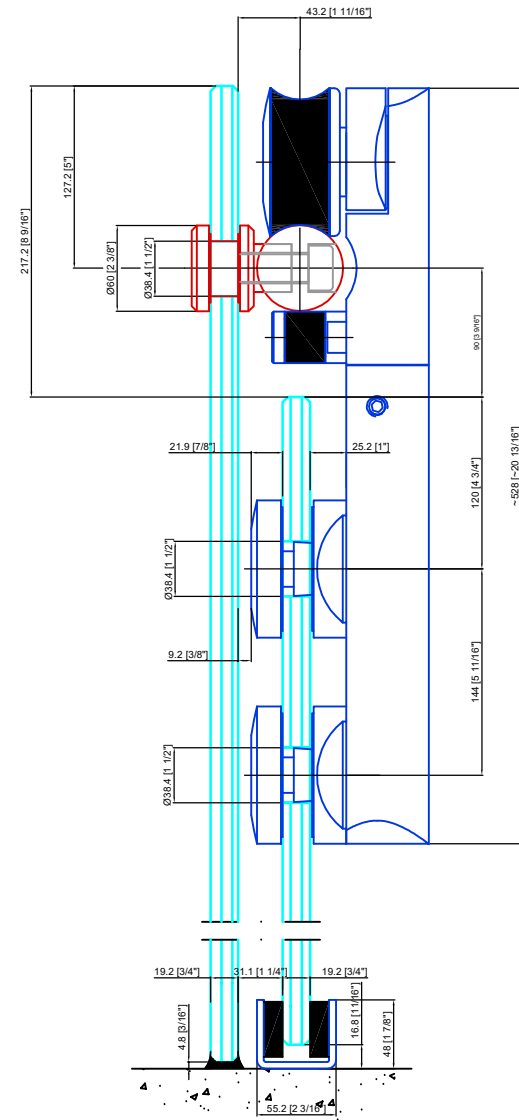 43.2 [1 11/16"]
127.2 [5"]
217.2 [8 9/16"]
Ø60 [2 3/8"]
Ø38.4 [1 1/2"]
90 [3 9/16"]
21.9 [7/8"]
25.2 [1"]
120 [4 3/4"]
~528 [~20 13/16"]
Ø38.4 [1 1/2"]
9.2 [3/8"]
144 [5 11/16"]
Ø38.4 [1 1/2"]
19.2 [3/4"]
31.1 [1 1/4"]
19.2 [3/4"]
4.8 [3/16"]
16.8 [11/16"]
48 [1 7/8"]
55.2 [2 3/16"]